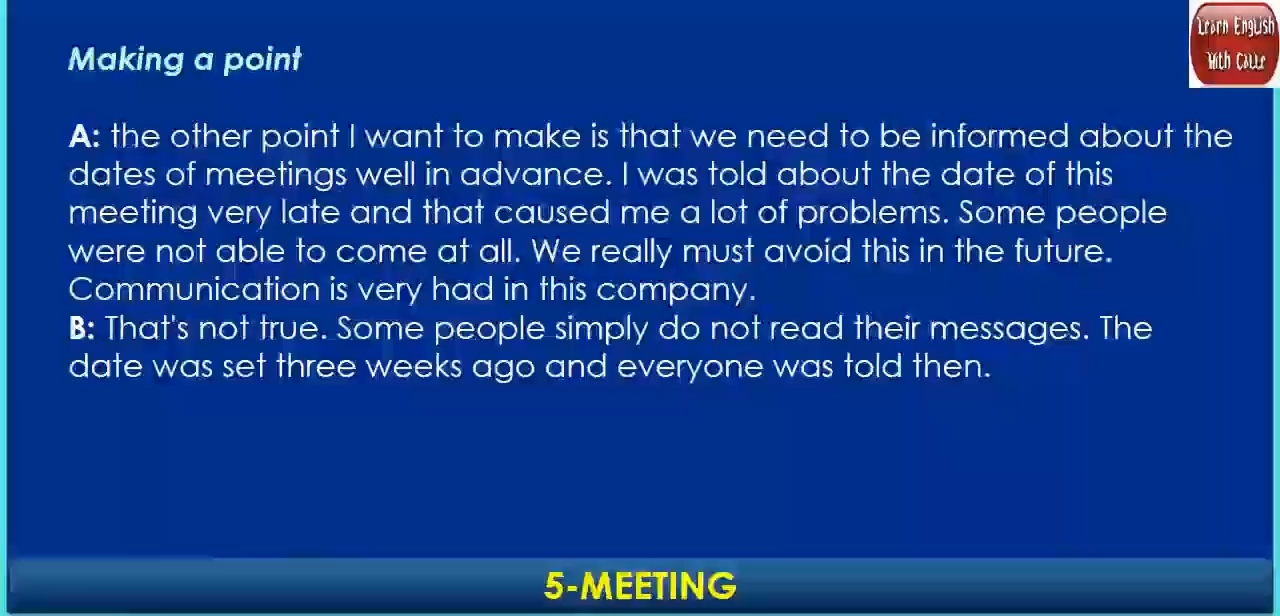 Learn English
With Cours
Making a point
A: the other point I want to make is that we need to be informed about the
dates of meetings well in advance. I was told about the date of this
meeting very late and that caused me a lot of problems. Some people
were not able to come at all. We really must avoid this in the future.
Communication is very had in this company.
B: That's not true. Some people simply do not read their messages. The
date was set three weeks ago and everyone was told then.
5-MEETING